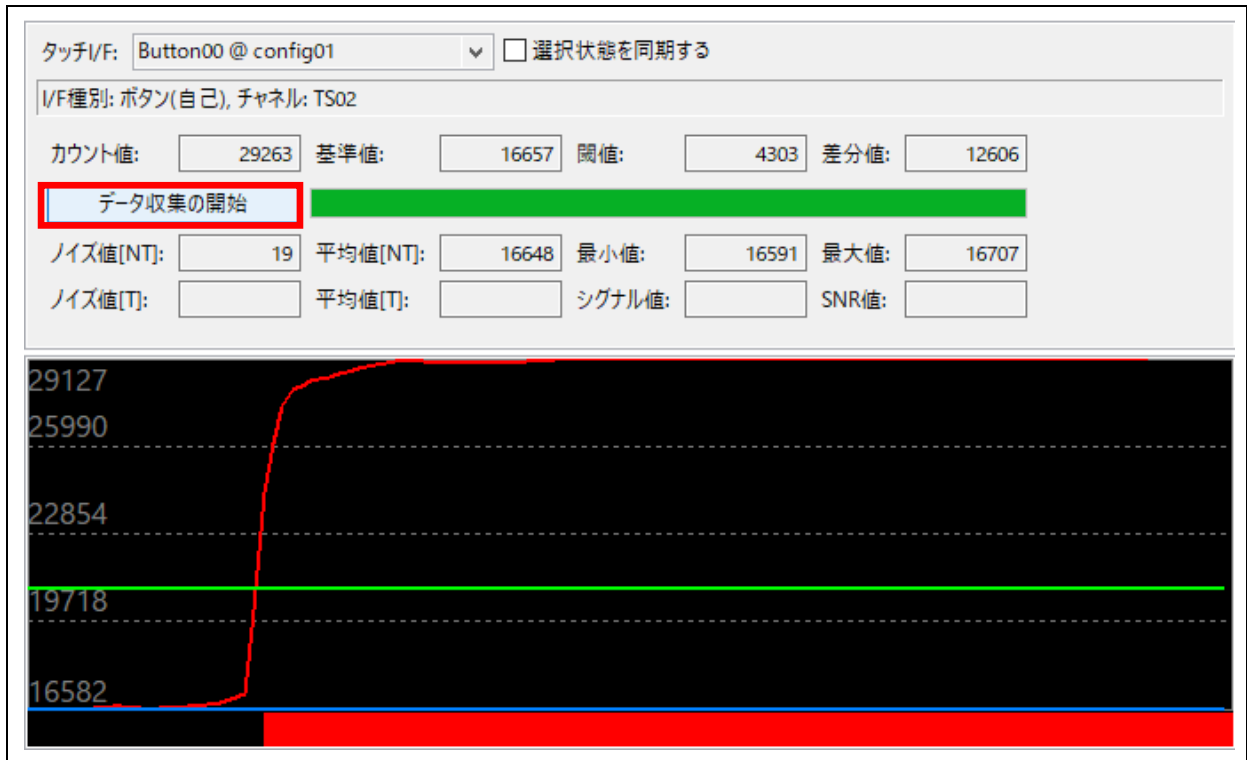 タッチI/F: Button00 @ config01 選択状態を同期する
I/F種別: ボタン(自己), チャネル: TS02
カウント値: 29263 基準値: 16657 閾値: 4303 差分値: 12606
データ収集の開始
ノイズ値[NT]: 19 平均値[NT]: 16648 最小値: 16591 最大値: 16707
ノイズ値[T]: 平均値[T]: シグナル値: SNR値:
29127
25990
22854
19718
16582